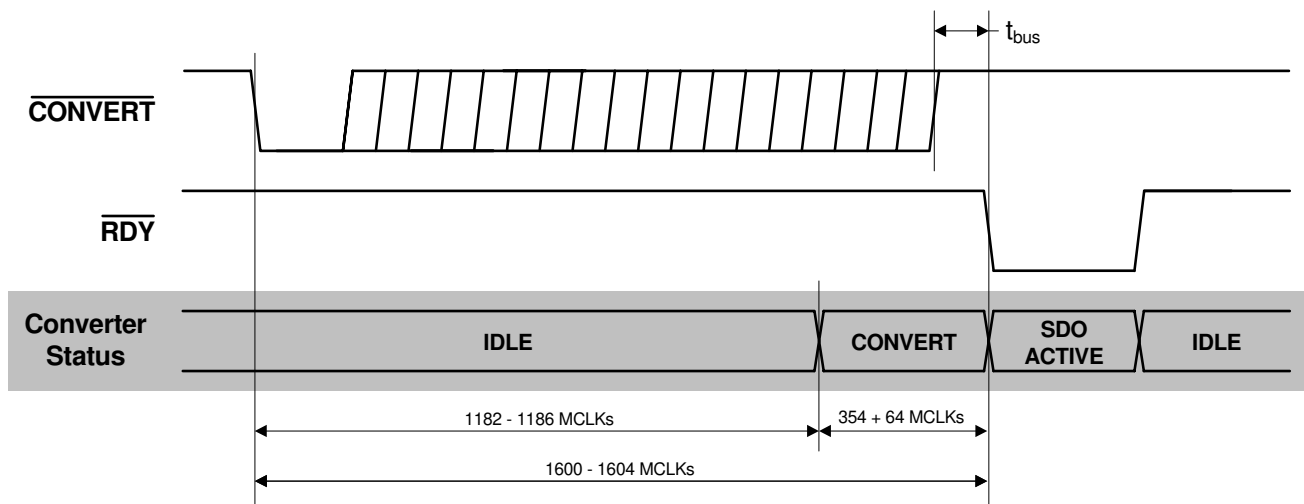 t_bus
CONVERT
RDY
Converter
Status
IDLE
CONVERT
SDO
ACTIVE
IDLE
1182 - 1186 MCLKs
354 + 64 MCLKs
1600 - 1604 MCLKs